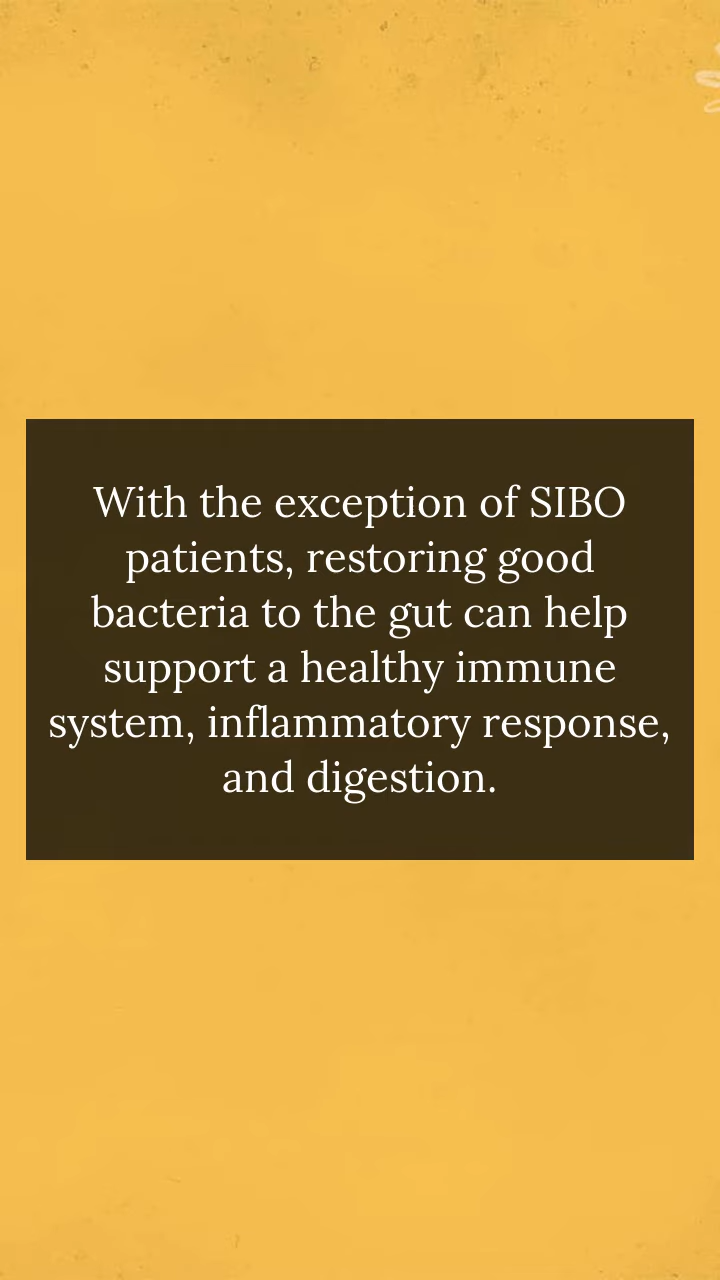 With the exception of SIBO
patients, restoring good
bacteria to the gut can help
support a healthy immune
system, inflammatory response,
and digestion.